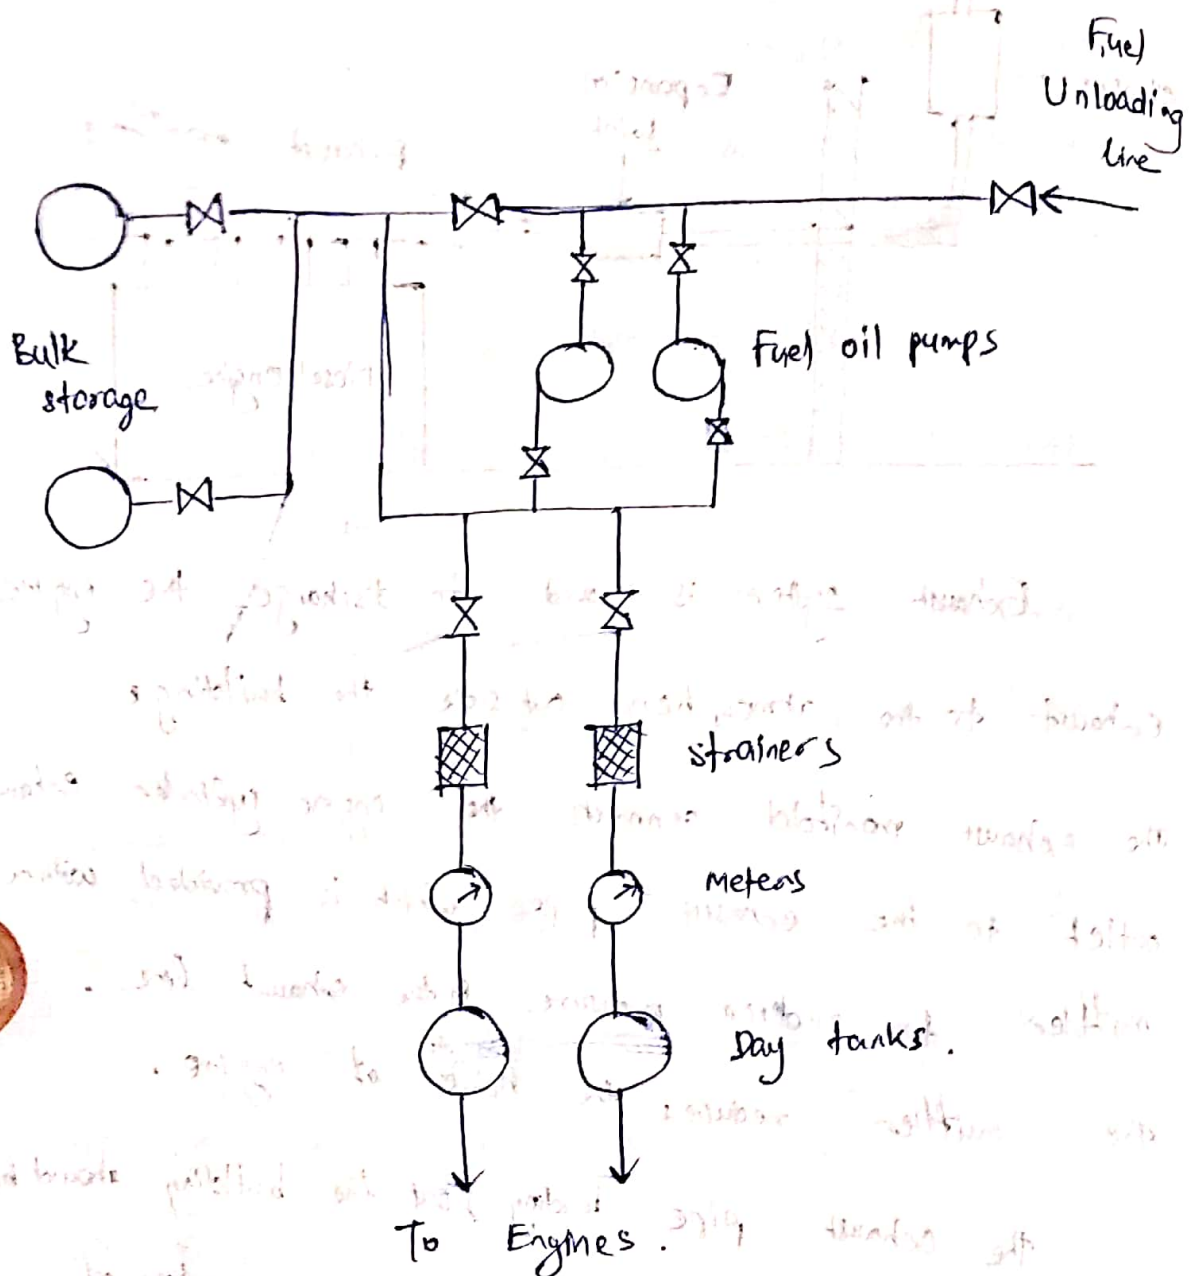 Fuel
Unloading
line
Bulk
storage
Fuel oil pumps
strainers
Meters
Day tanks.
To Engines.